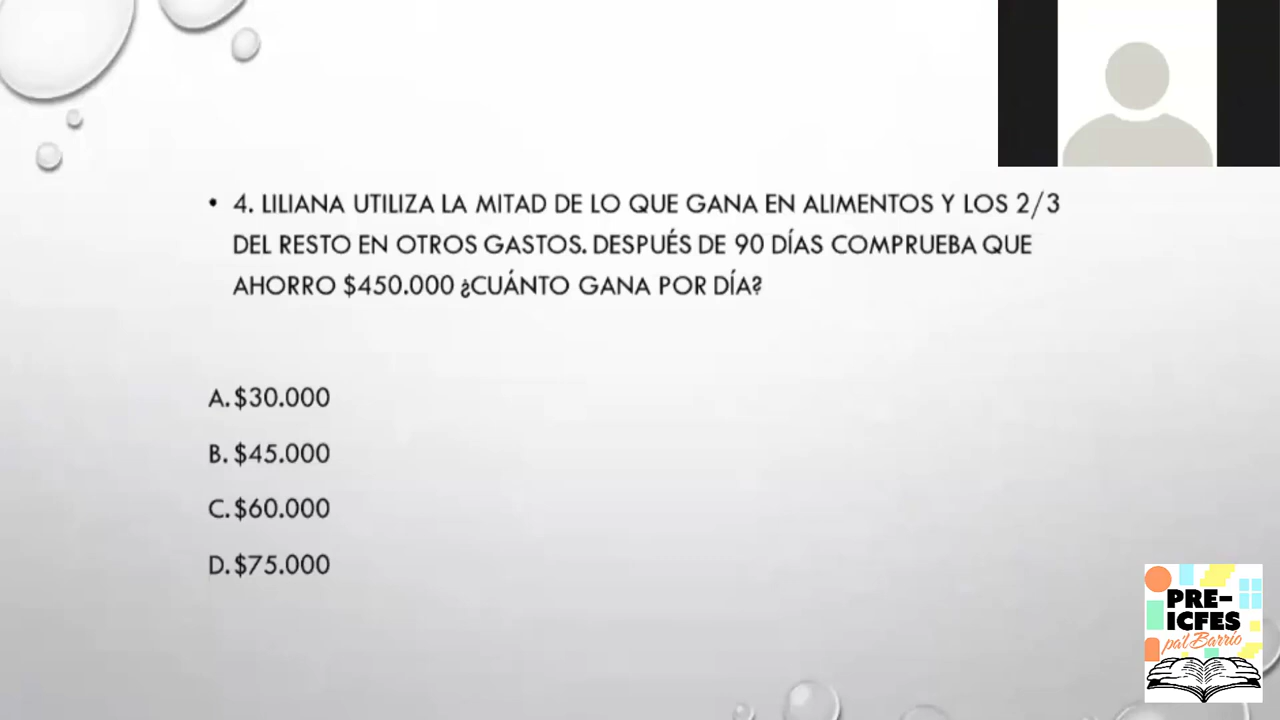 • 4. LILIANA UTILIZA LA MITAD DE LO QUE GANA EN ALIMENTOS Y LOS 2/3
DEL RESTO EN OTROS GASTOS. DESPUÉS DE 90 DÍAS COMPRUEBA QUE
AHORRO $450.000 ¿CUÁNTO GANA POR DÍA?
A. $30.000
B. $45.000
C. $60.000
D. $75.000
PRE-
ICFES
pa'l Barrio